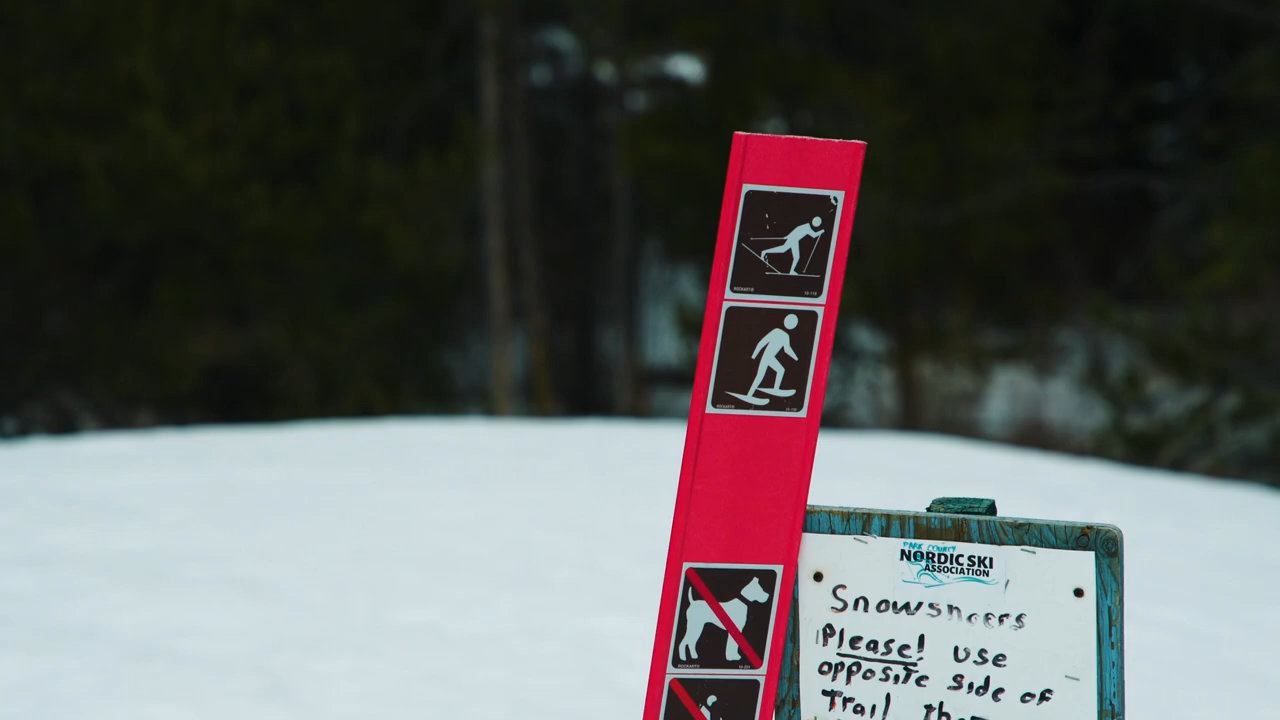 PARK COUNTY
NORDIC SKI
ASSOCIATION
Snowshoers
Please! use
opposite side of
Trail